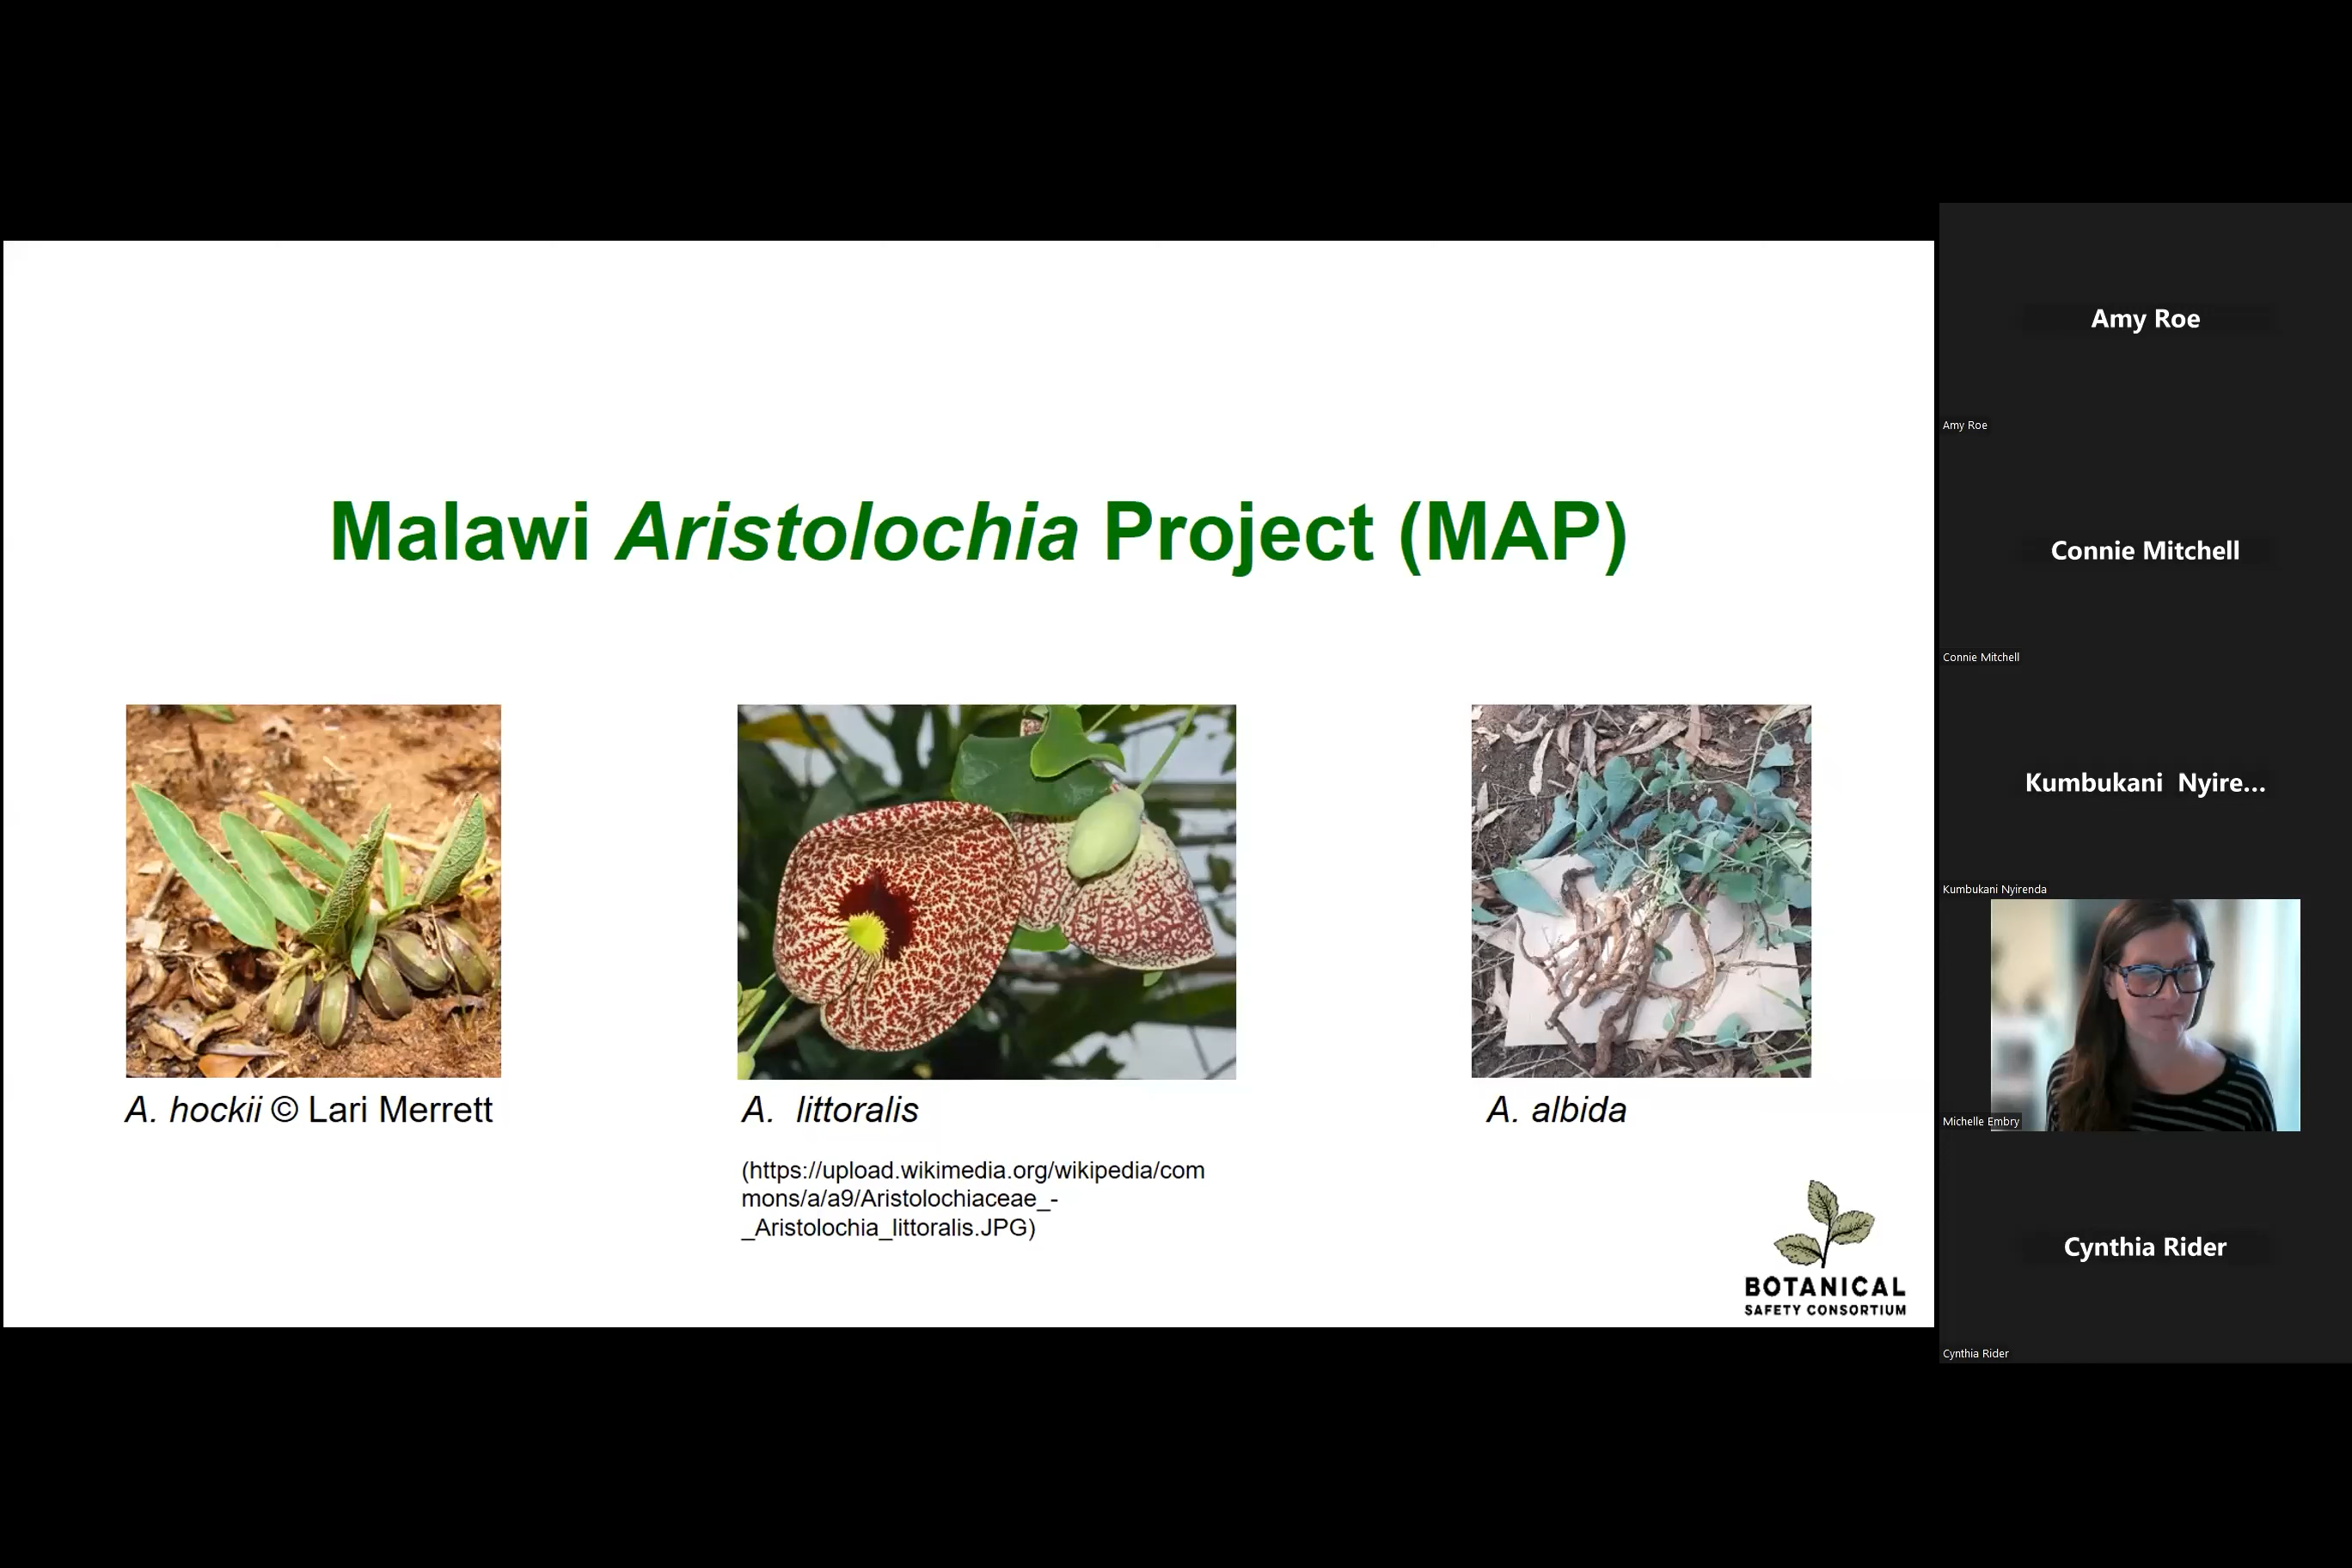 Malawi Aristolochia Project (MAP)
A. hockii © Lari Merrett
A. littoralis
(https://upload.wikimedia.org/wikipedia/com
mons/a/a9/Aristolochiaceae_-
_Aristolochia_littoralis.JPG)
A. albida
BOTANICAL
SAFETY CONSORTIUM
Amy Roe
Amy Roe
Connie Mitchell
Connie Mitchell
Kumbukani Nyire...
Kumbukani Nyirenda
Michelle Embry
Cynthia Rider
Cynthia Rider